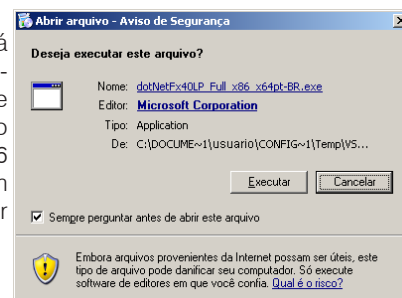 Abrir arquivo - Aviso de Segurança
Deseja executar este arquivo?
Nome: dotNetFx40LP_Full_x86_x64pt-BR.exe
Editor: Microsoft Corporation
Tipo: Application
De: C:\DOCUME~1\usuario\CONFIG~1\Temp\VS...
Executar Cancelar
Sempre perguntar antes de abrir este arquivo
Embora arquivos provenientes da Internet possam ser úteis, este
tipo de arquivo pode danificar seu computador. Só execute
software de editores em que você confia. Qual é o risco?